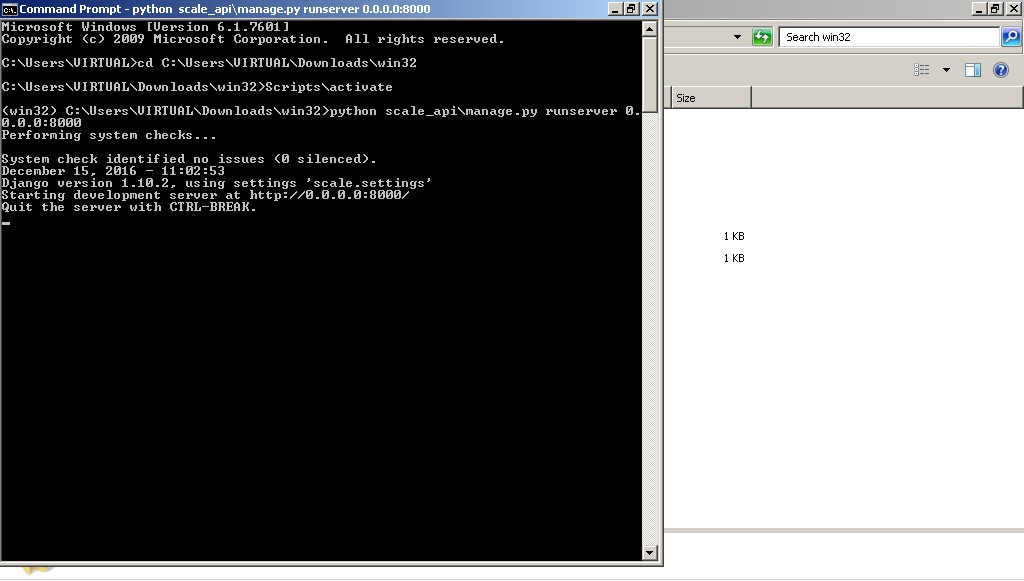 Command Prompt - python scale_api\manage.py runserver 0.0.0.0:8000
Microsoft Windows [Version 6.1.7601]
Copyright (c) 2009 Microsoft Corporation.  All rights reserved.
C:\Users\VIRTUAL>cd C:\Users\VIRTUAL\Downloads\win32
C:\Users\VIRTUAL\Downloads\win32>Scripts\activate
(win32) C:\Users\VIRTUAL\Downloads\win32>python scale_api\manage.py runserver 0.
0.0.0:8000
Performing system checks...
System check identified no issues (0 silenced).
December 15, 2016 - 11:02:53
Django version 1.10.2, using settings 'scale.settings'
Starting development server at http://0.0.0.0:8000/
Quit the server with CTRL-BREAK.
Search win32
Size
1 KB
1 KB